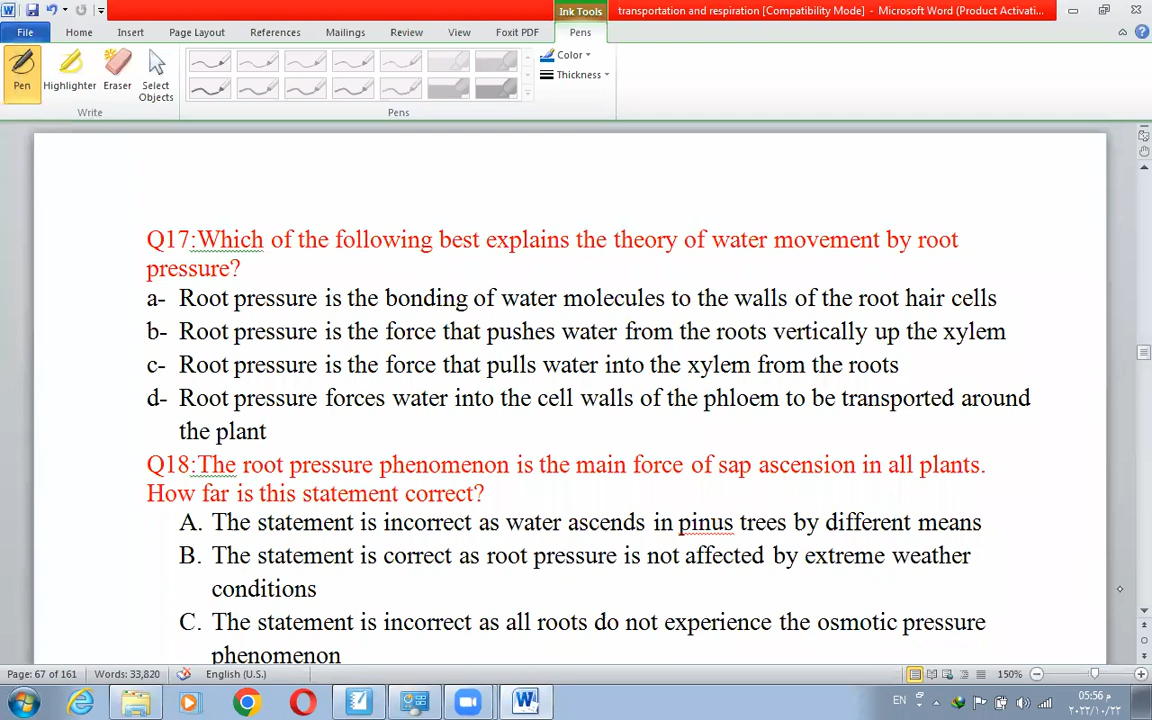 Ink Tools
transportation and respiration [Compatibility Mode] - Microsoft Word (Product Activati...
File Home Insert Page Layout References Mailings Review View Foxit PDF Pens
Pen Highlighter Eraser Select Objects
Color
Thickness
Write Pens
Q17:Which of the following best explains the theory of water movement by root
pressure?
a- Root pressure is the bonding of water molecules to the walls of the root hair cells
b- Root pressure is the force that pushes water from the roots vertically up the xylem
c- Root pressure is the force that pulls water into the xylem from the roots
d- Root pressure forces water into the cell walls of the phloem to be transported around
the plant
Q18:The root pressure phenomenon is the main force of sap ascension in all plants.
How far is this statement correct?
A. The statement is incorrect as water ascends in pinus trees by different means
B. The statement is correct as root pressure is not affected by extreme weather
conditions
C. The statement is incorrect as all roots do not experience the osmotic pressure
phenomenon
Page: 67 of 161 Words: 33,820 English (U.S.) 150%
EN 05:56 م
٢٠٢٢/١٠/٢٢